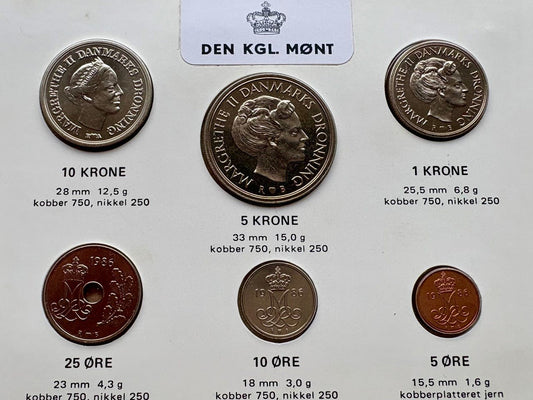 DEN KGL. MØNT
MARGRETHE II DANMARKS DRONNING
10 KRONE
28 mm 12,5 g
kobber 750, nikkel 250
MARGRETHE II DANMARKS DRONNING
R ♥ B
5 KRONE
33 mm 15,0 g
kobber 750, nikkel 250
MARGRETHE II DANMARKS DRONNING
R ♥ B
1 KRONE
25,5 mm 6,8 g
kobber 750, nikkel 250
1986
R ♥ B
25 ØRE
23 mm 4,3 g
kobber 750, nikkel 250
1986
10 ØRE
18 mm 3,0 g
kobber 750, nikkel 250
1986
5 ØRE
15,5 mm 1,6 g
kobberplatteret jern